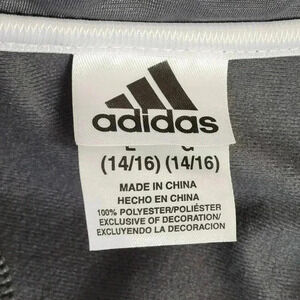 adidas
L G
(14/16) (14/16)
MADE IN CHINA
HECHO EN CHINA
100% POLYESTER/POLIÉSTER
EXCLUSIVE OF DECORATION/
EXCLUYENDO LA DECORACION